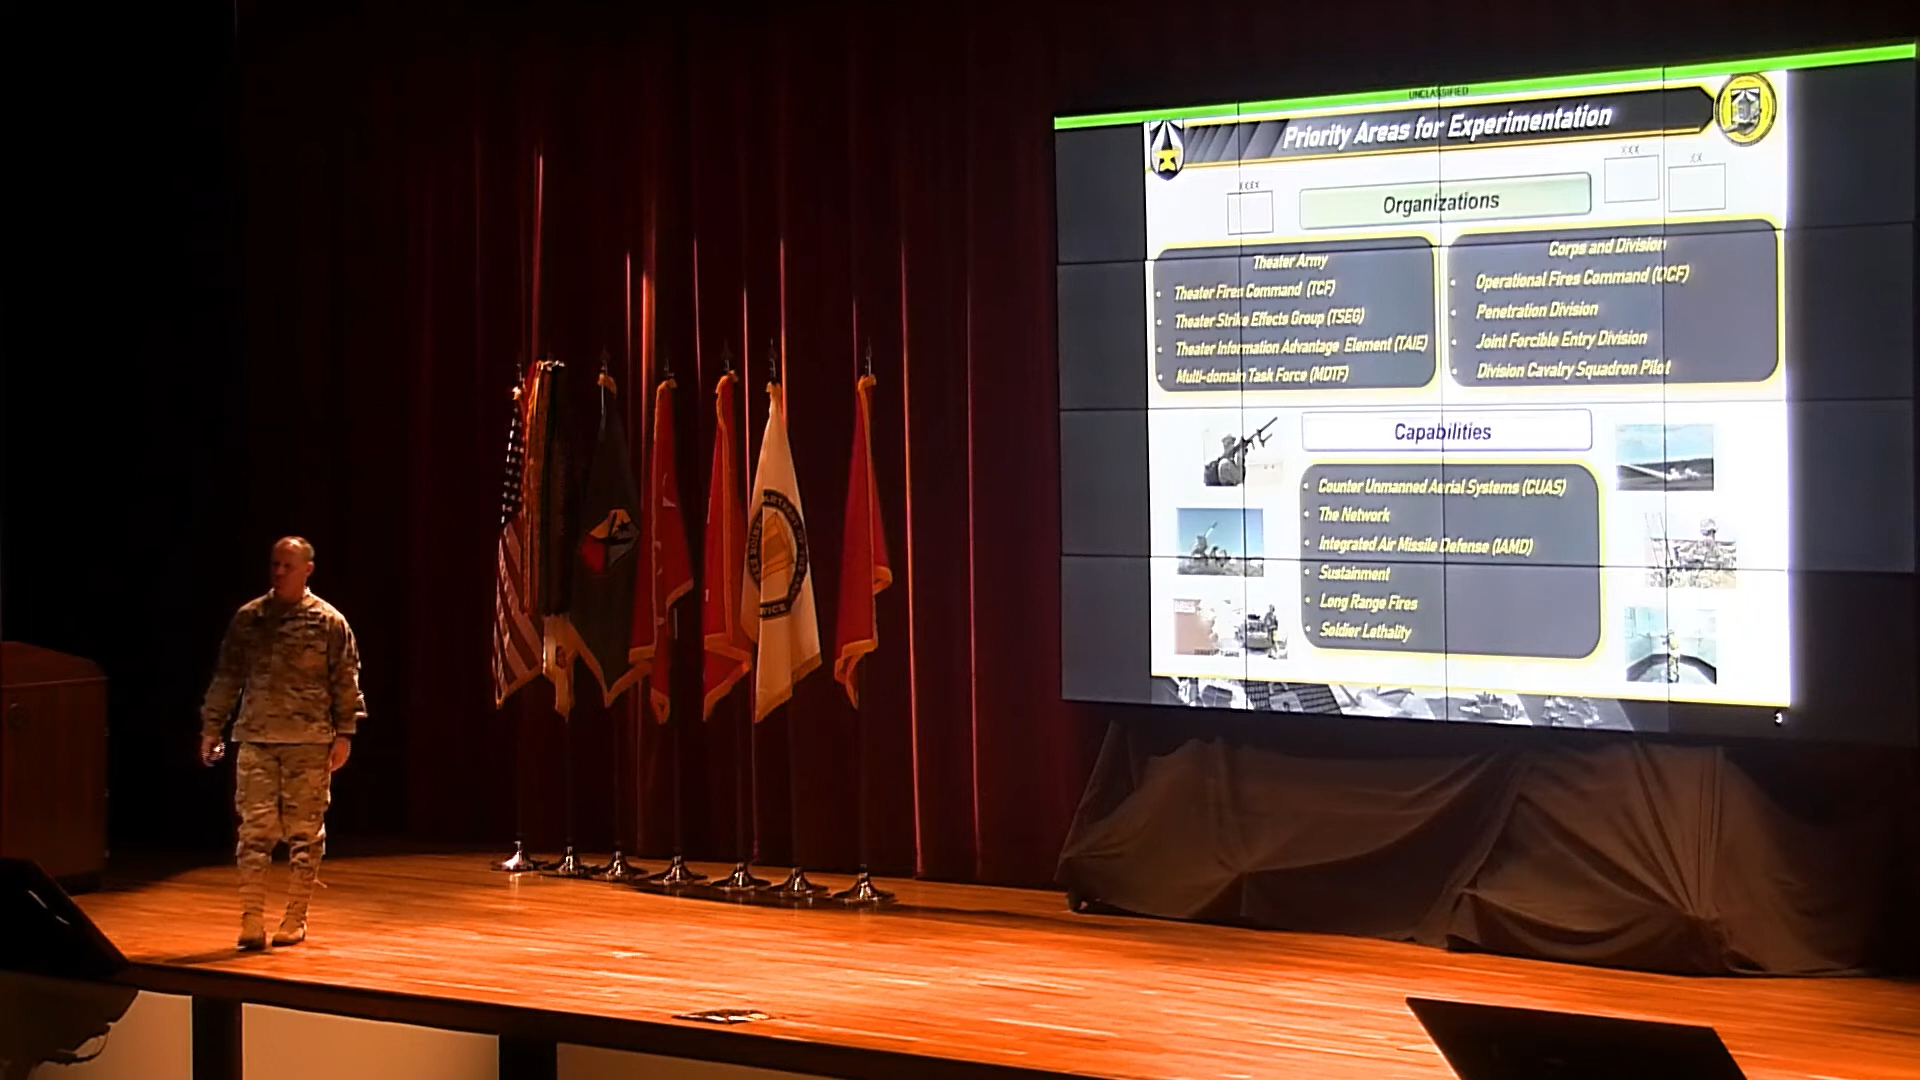 UNCLASSIFIED
Priority Areas for Experimentation
XXXX
Organizations
XXX
XX
Theater Army
• Theater Fires Command (TCF)
• Theater Strike Effects Group (TSEG)
• Theater Information Advantage Element (TAIE)
• Multi-domain Task Force (MDTF)
Corps and Division
• Operational Fires Command (OCF)
• Penetration Division
• Joint Forcible Entry Division
• Division Cavalry Squadron Pilot
Capabilities
• Counter Unmanned Aerial Systems (CUAS)
• The Network
• Integrated Air Missile Defense (IAMD)
• Sustainment
• Long Range Fires
• Soldier Lethality
3